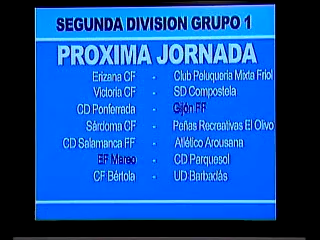 SEGUNDA DIVISION GRUPO 1
PROXIMA JORNADA
Erizana CF - Club Peluqueria Mixta Friol
Victoria CF - SD Compostela
CD Ponferrada - Gijón FF
Sárdoma CF - Peñas Recreativas El Olivo
CD Salamanca FF - Atlético Arousana
EF Mareo - CD Parquesol
CF Bértola - UD Barbadás